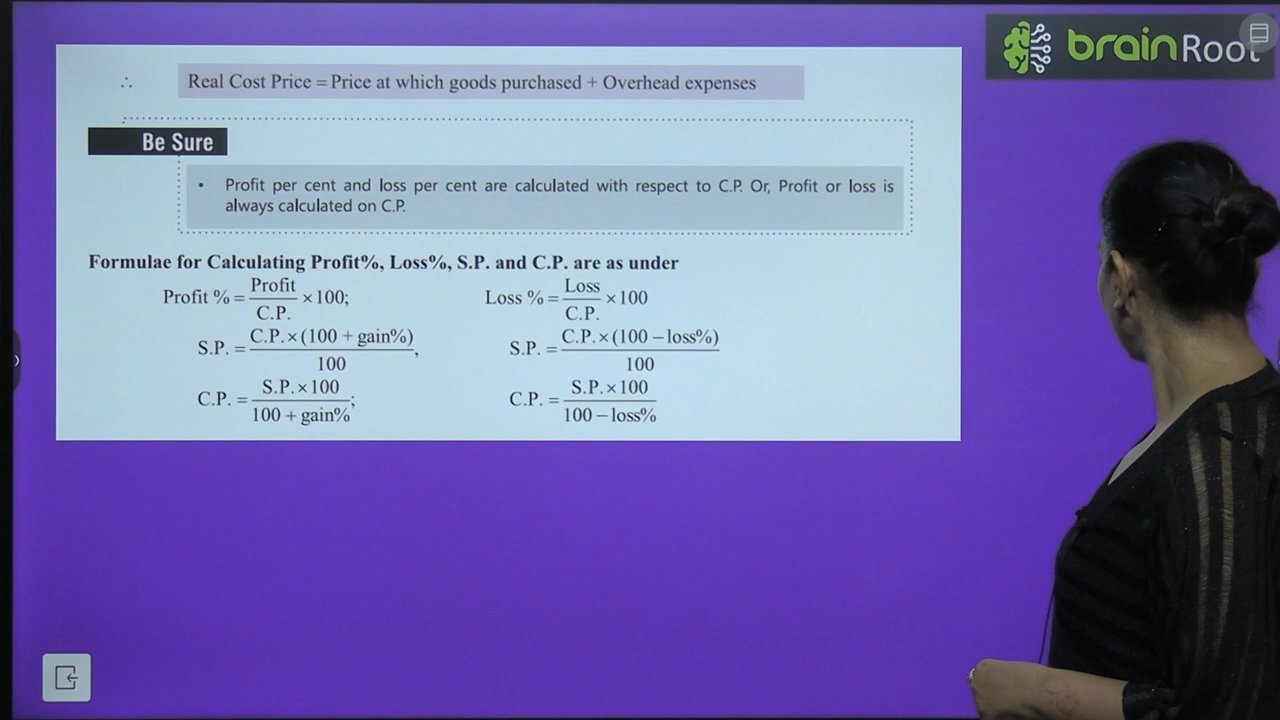 brainRoot
∴ Real Cost Price = Price at which goods purchased + Overhead expenses
Be Sure
• Profit per cent and loss per cent are calculated with respect to C.P. Or, Profit or loss is
always calculated on C.P.
Formulae for Calculating Profit%, Loss%, S.P. and C.P. are as under
Profit % = Profit/C.P. × 100; Loss % = Loss/C.P. × 100
S.P. = C.P. × (100 + gain%)/100, S.P. = C.P. × (100 – loss%)/100
C.P. = S.P. × 100/100 + gain%; C.P. = S.P. × 100/100 – loss%